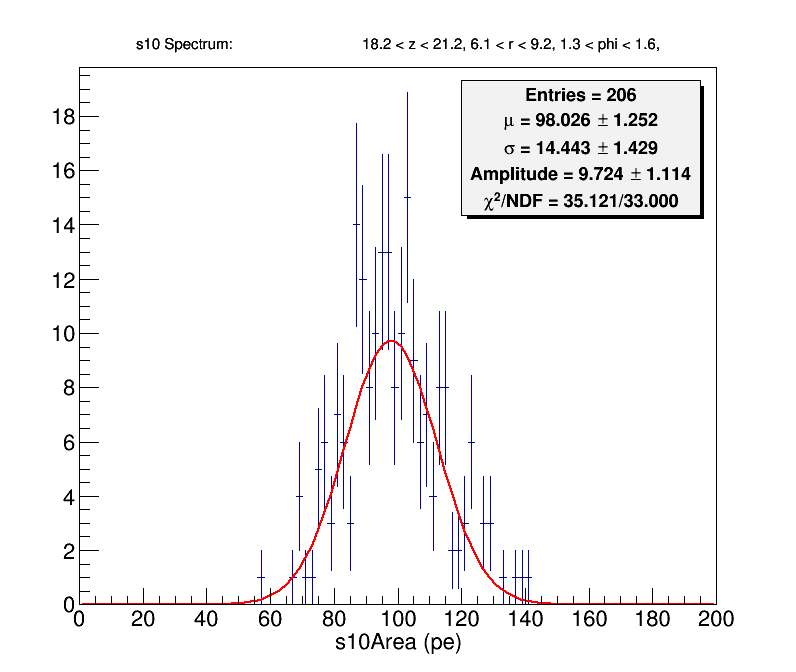 s10 Spectrum: 18.2 < z < 21.2, 6.1 < r < 9.2, 1.3 < phi < 1.6,
Entries = 206
μ = 98.026 ± 1.252
σ = 14.443 ± 1.429
Amplitude = 9.724 ± 1.114
χ²/NDF = 35.121/33.000
18
16
14
12
10
8
6
4
2
0
0 20 40 60 80 100 120 140 160 180 200
s10Area (pe)